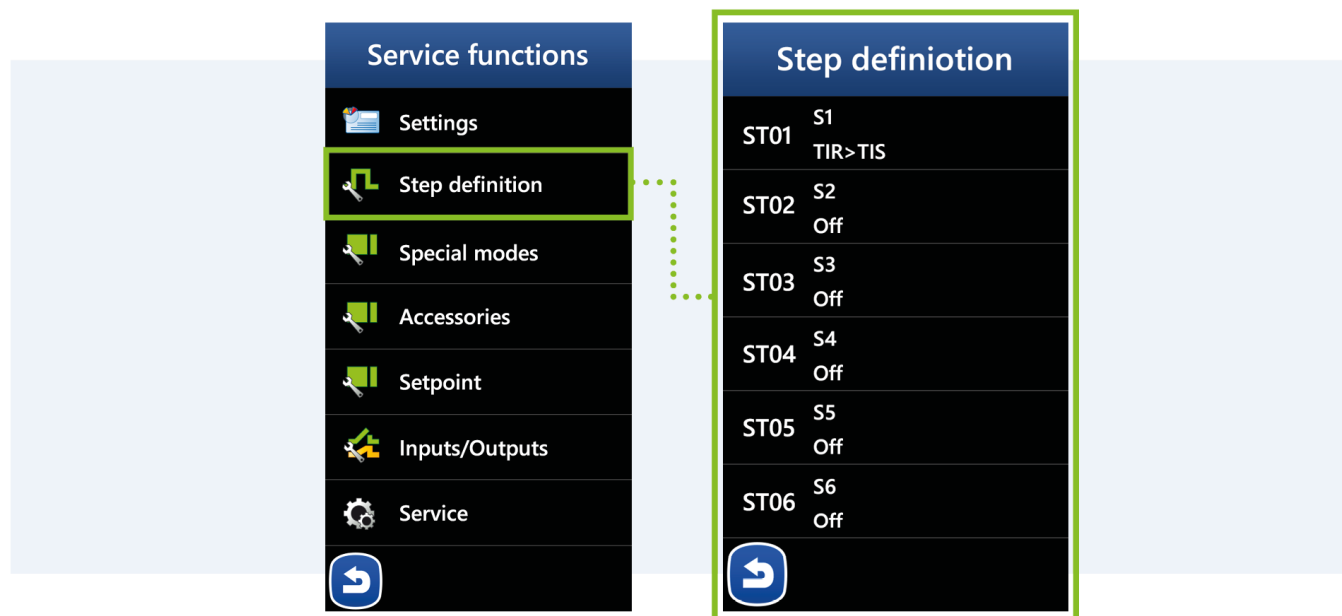 Service functions
Settings
Step definition
Special modes
Accessories
Setpoint
Inputs/Outputs
Service
Step definiotion
ST01
S1
TIR>TIS
ST02
S2
Off
ST03
S3
Off
ST04
S4
Off
ST05
S5
Off
ST06
S6
Off